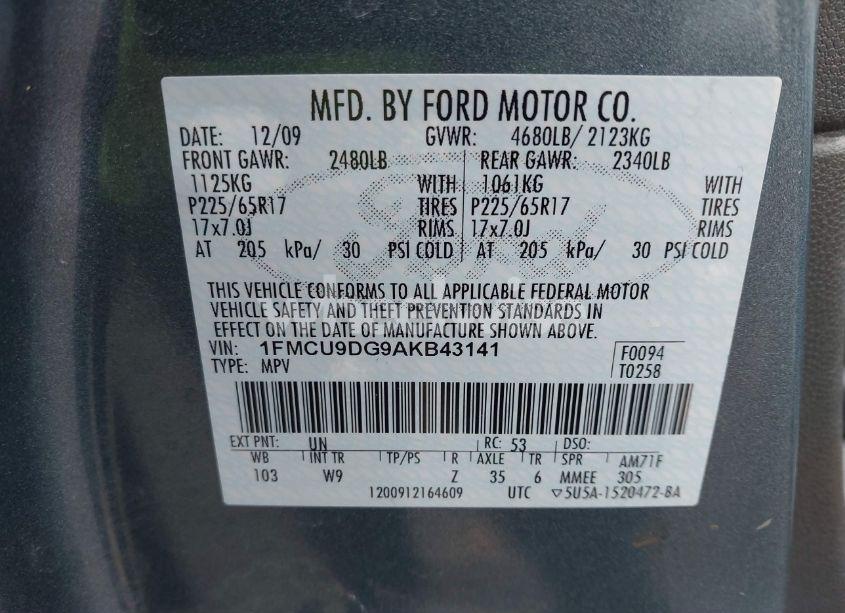 MFD. BY FORD MOTOR CO.
DATE: 12/09 GVWR: 4680LB/ 2123KG
FRONT GAWR: 2480LB REAR GAWR: 2340LB
1125KG WITH 1061KG WITH
P225/65R17 TIRES P225/65R17 TIRES
17x7.0J RIMS 17x7.0J RIMS
AT 205 kPa/ 30 PSI COLD AT 205 kPa/ 30 PSI COLD
THIS VEHICLE CONFORMS TO ALL APPLICABLE FEDERAL MOTOR
VEHICLE SAFETY AND THEFT PREVENTION STANDARDS IN
EFFECT ON THE DATE OF MANUFACTURE SHOWN ABOVE.
VIN: 1FMCU9DG9AKB43141 F0094
TYPE: MPV T0258
EXT PNT: UN RC: 53 DSO:
WB INT TR TP/PS R AXLE TR SPR AM71F
103 W9 Z 35 6 MMEE 305
1200912164609 UTC ▽5U5A-1520472-BA